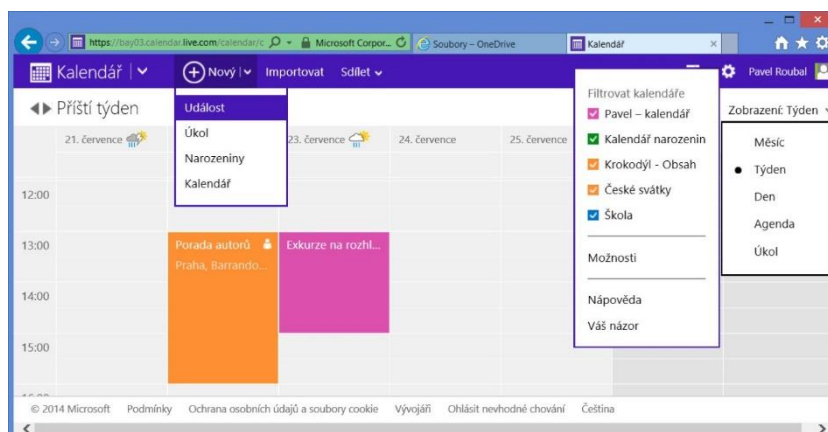 https://bay03.calendar.live.com/calendar/c
Microsoft Corpor...
Soubory – OneDrive
Kalendář
Kalendář
Nový
Importovat
Sdílet
Pavel Roubal
Příští týden
Zobrazení: Týden
Událost
Úkol
Narozeniny
Kalendář
Filtrovat kalendáře
Pavel – kalendář
Kalendář narozenin
Krokodýl - Obsah
České svátky
Škola
Možnosti
Nápověda
Váš názor
Měsíc
Týden
Den
Agenda
Úkol
21. července
23. července
24. července
25. července
12:00
13:00
Porada autorů
Praha, Barrando...
Exkurze na rozhl...
14:00
15:00
© 2014 Microsoft Podmínky Ochrana osobních údajů a soubory cookie Vývojáři Ohlásit nevhodné chování Čeština